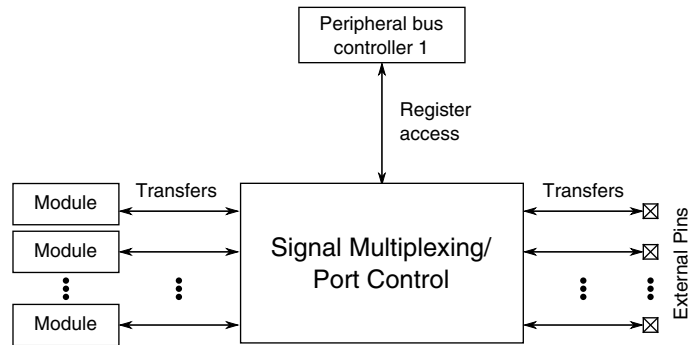 Peripheral bus
controller 1
Register
access
Module
Transfers
Transfers
Module
Signal Multiplexing/
Port Control
Module
External Pins